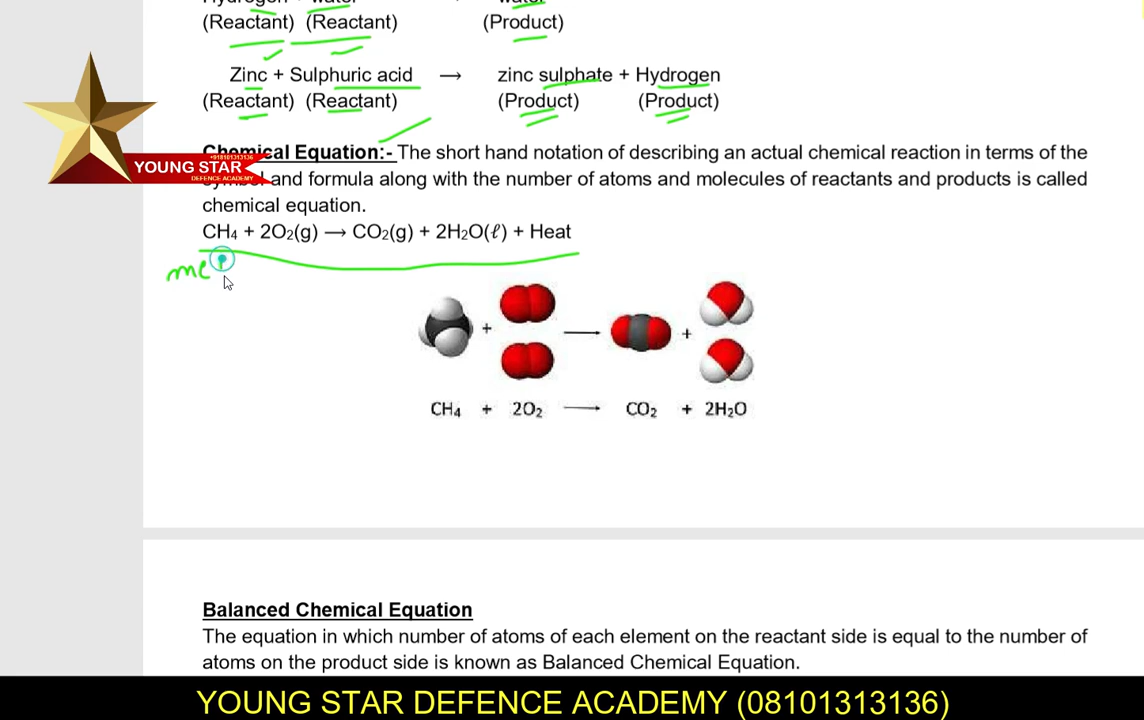 (Reactant) (Reactant) (Product)
Zinc + Sulphuric acid → zinc sulphate + Hydrogen
(Reactant) (Reactant) (Product) (Product)
+918101313136
YOUNG STAR
DEFENCE ACADEMY
Chemical Equation:- The short hand notation of describing an actual chemical reaction in terms of the
and formula along with the number of atoms and molecules of reactants and products is called
chemical equation.
CH4 + 2O2(g) → CO2(g) + 2H2O(ℓ) + Heat
me
+ +
CH4 + 2O2 → CO2 + 2H2O
Balanced Chemical Equation
The equation in which number of atoms of each element on the reactant side is equal to the number of
atoms on the product side is known as Balanced Chemical Equation.
YOUNG STAR DEFENCE ACADEMY (08101313136)